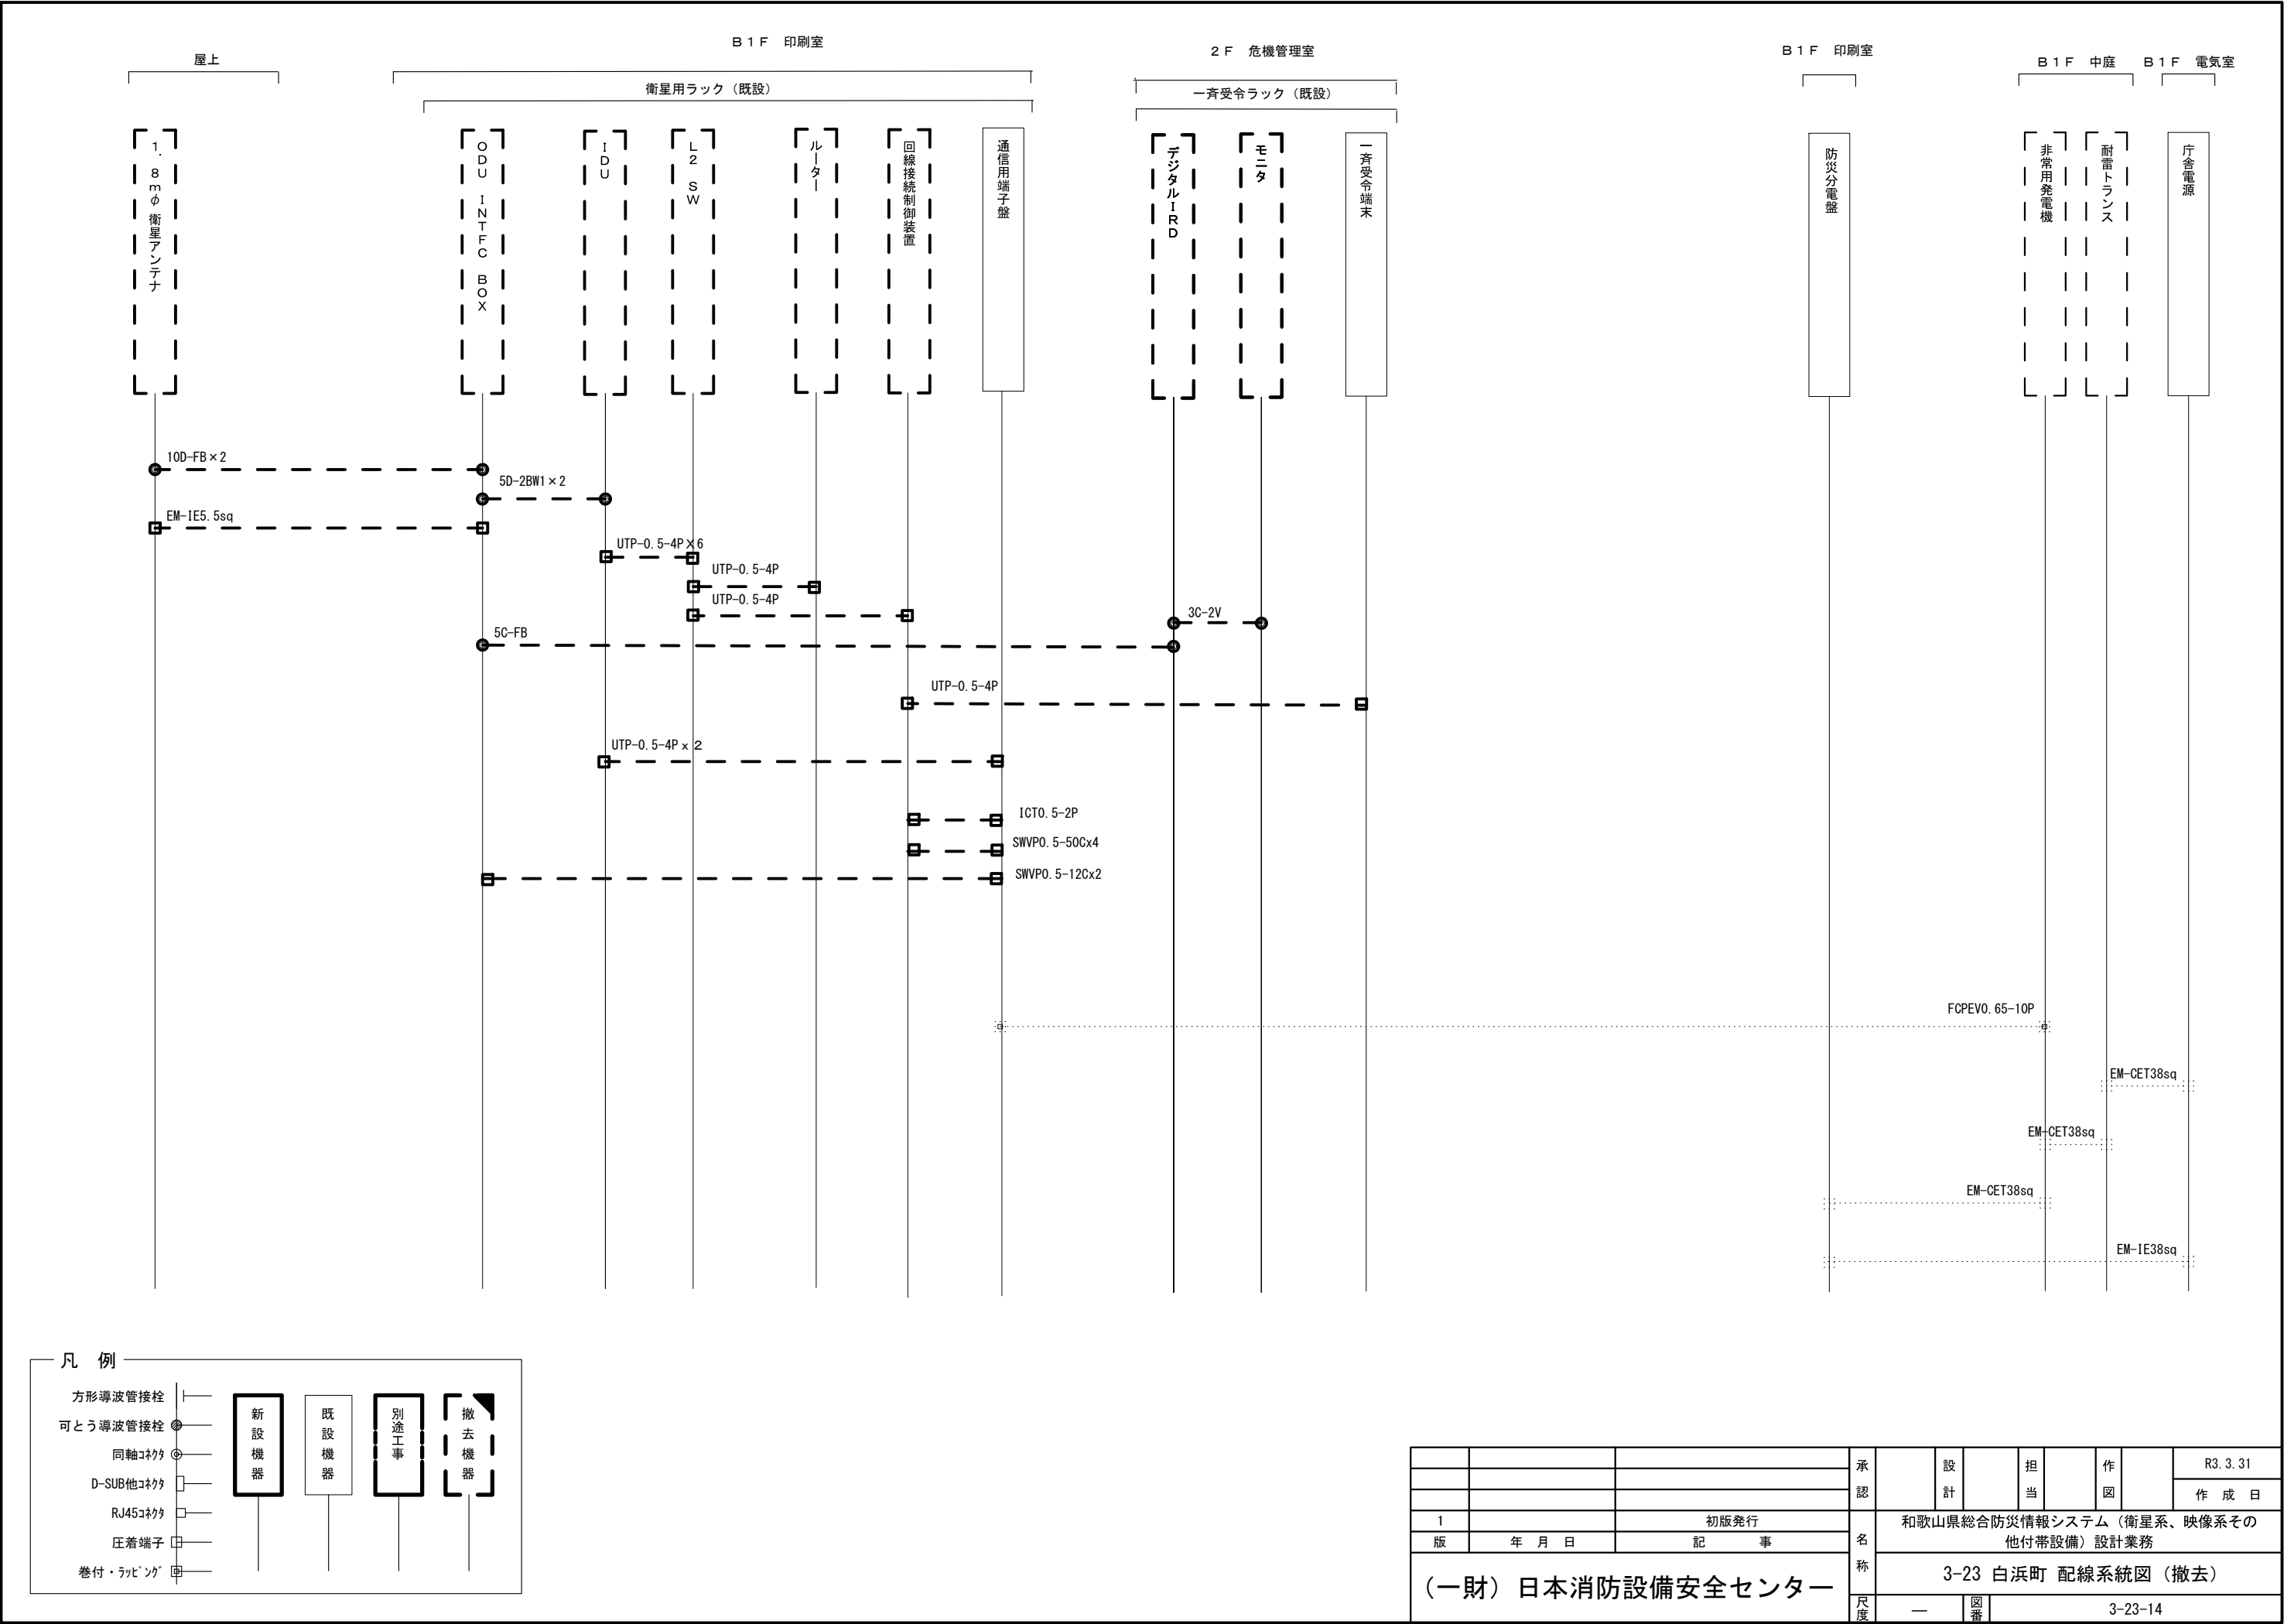 屋上
Ｂ１Ｆ　印刷室
衛星用ラック（既設）
２Ｆ　危機管理室
一斉受令ラック（既設）
Ｂ１Ｆ　印刷室
Ｂ１Ｆ　中庭
Ｂ１Ｆ　電気室
１．８ｍφ 衛星アンテナ
ＯＤＵ　ＩＮＴＦＣ　ＢＯＸ
ＩＤＵ
Ｌ２　ＳＷ
ルーター
回線接続制御装置
通信用端子盤
デジタルＩＲＤ
モニタ
一斉受令端末
防災分電盤
非常用発電機
耐雷トランス
庁舎電源
10D-FB×2
5D-2BW1×2
EM-IE5.5sq
UTP-0.5-4P×6
UTP-0.5-4P
UTP-0.5-4P
3C-2V
5C-FB
UTP-0.5-4P
UTP-0.5-4Pｘ2
ICT0.5-2P
SWVP0.5-50Cx4
SWVP0.5-12Cx2
FCPEV0.65-10P
EM-CET38sq
EM-CET38sq
EM-CET38sq
EM-IE38sq
凡　例
方形導波管接栓
可とう導波管接栓
同軸ｺﾈｸﾀ
D-SUB他ｺﾈｸﾀ
RJ45ｺﾈｸﾀ
圧着端子
巻付・ﾗｯﾋﾟﾝｸﾞ
新設機器
既設機器
別途工事
撤去機器
承認
設計
担当
作図
R3.3.31
作　成　日
1　初版発行
版　年　月　日　記　事
名称
和歌山県総合防災情報システム（衛星系、映像系その
他付帯設備）設計業務
3-23 白浜町 配線系統図（撤去）
（一財）日本消防設備安全センター
尺度
―
図番
3-23-14